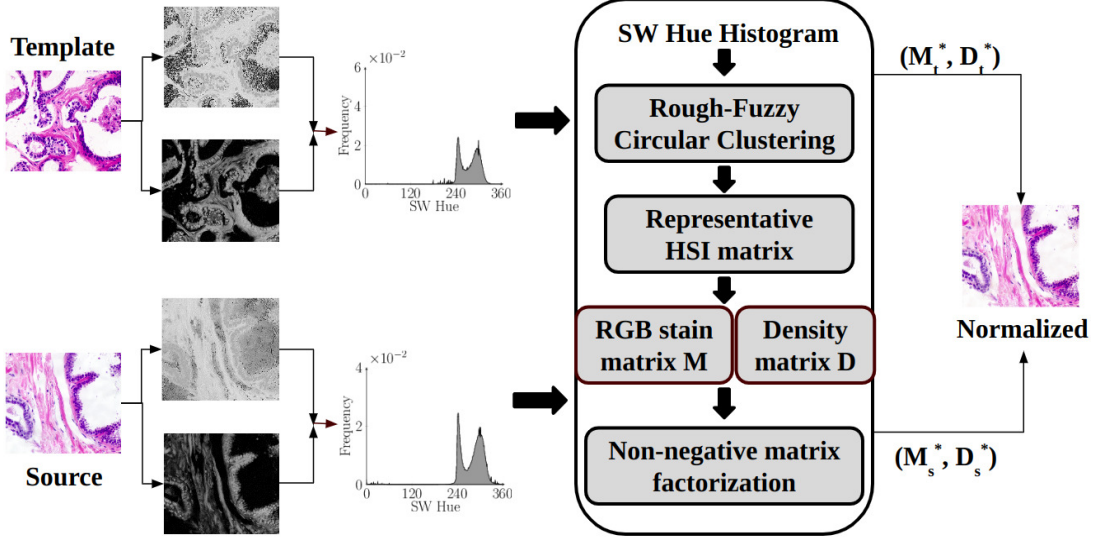 Template
×10⁻²
6
4
2
0
Frequency
0 120 240 360
SW Hue
Source
×10⁻²
4
2
0
Frequency
0 120 240 360
SW Hue
SW Hue Histogram
Rough-Fuzzy
Circular Clustering
Representative
HSI matrix
RGB stain
matrix M
Density
matrix D
Non-negative matrix
factorization
(Mₜ*, Dₜ*)
Normalized
(Mₛ*, Dₛ*)